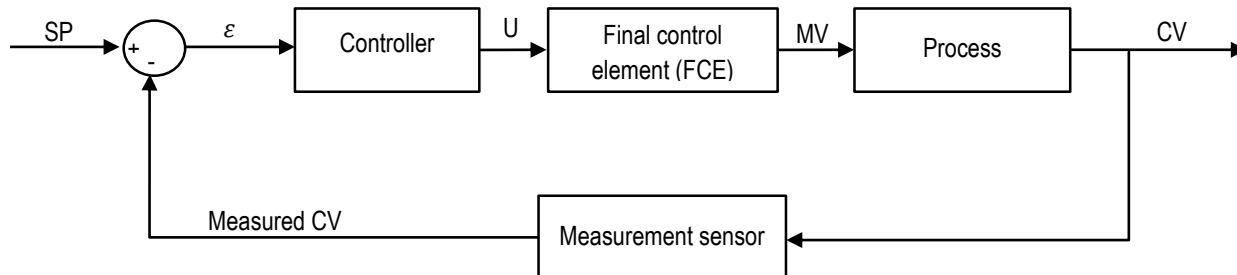 SP
+
-
ε
Controller
U
Final control
element (FCE)
MV
Process
CV
Measured CV
Measurement sensor